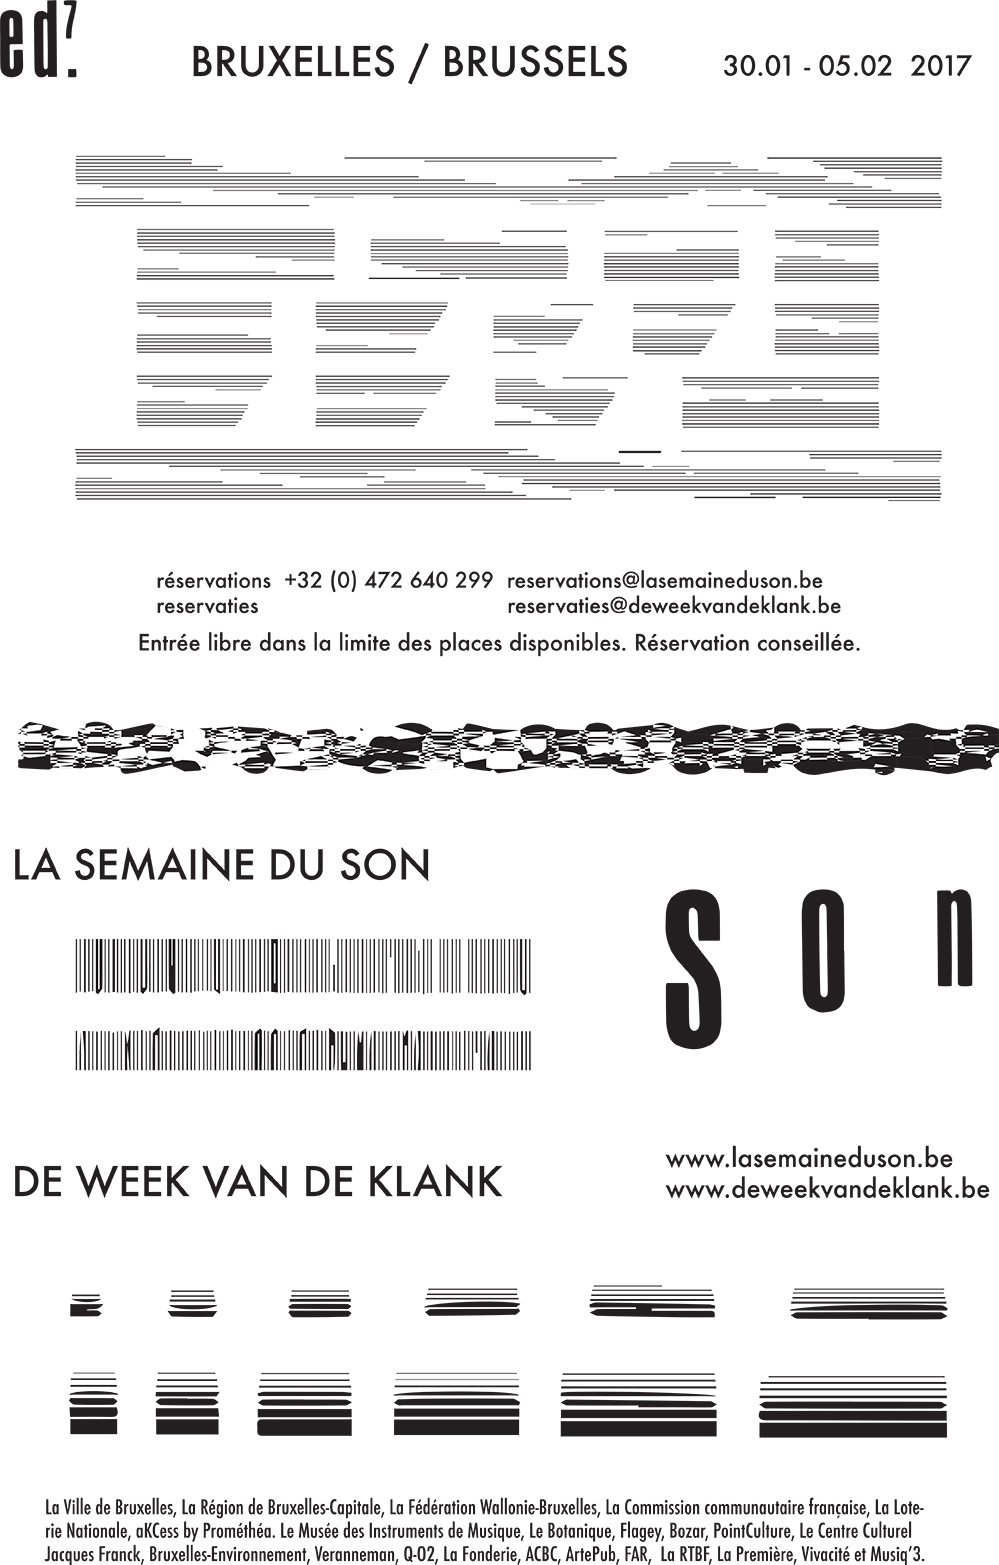 ed.7
BRUXELLES / BRUSSELS 30.01 - 05.02 2017
réservations +32 (0) 472 640 299 reservations@lasemaineduson.be
reservaties reservaties@deweekvandeklank.be
Entrée libre dans la limite des places disponibles. Réservation conseillée.
LA SEMAINE DU SON
Son
DE WEEK VAN DE KLANK
www.lasemaineduson.be
www.deweekvandeklank.be
La Ville de Bruxelles, La Région de Bruxelles-Capitale, La Fédération Wallonie-Bruxelles, La Commission communautaire française, La Lote-
rie Nationale, aKCess by Prométhéa. Le Musée des Instruments de Musique, Le Botanique, Flagey, Bozar, PointCulture, Le Centre Culturel
Jacques Franck, Bruxelles-Environnement, Veranneman, Q-O2, La Fonderie, ACBC, ArtePub, FAR, La RTBF, La Première, Vivacité et Musiq'3.